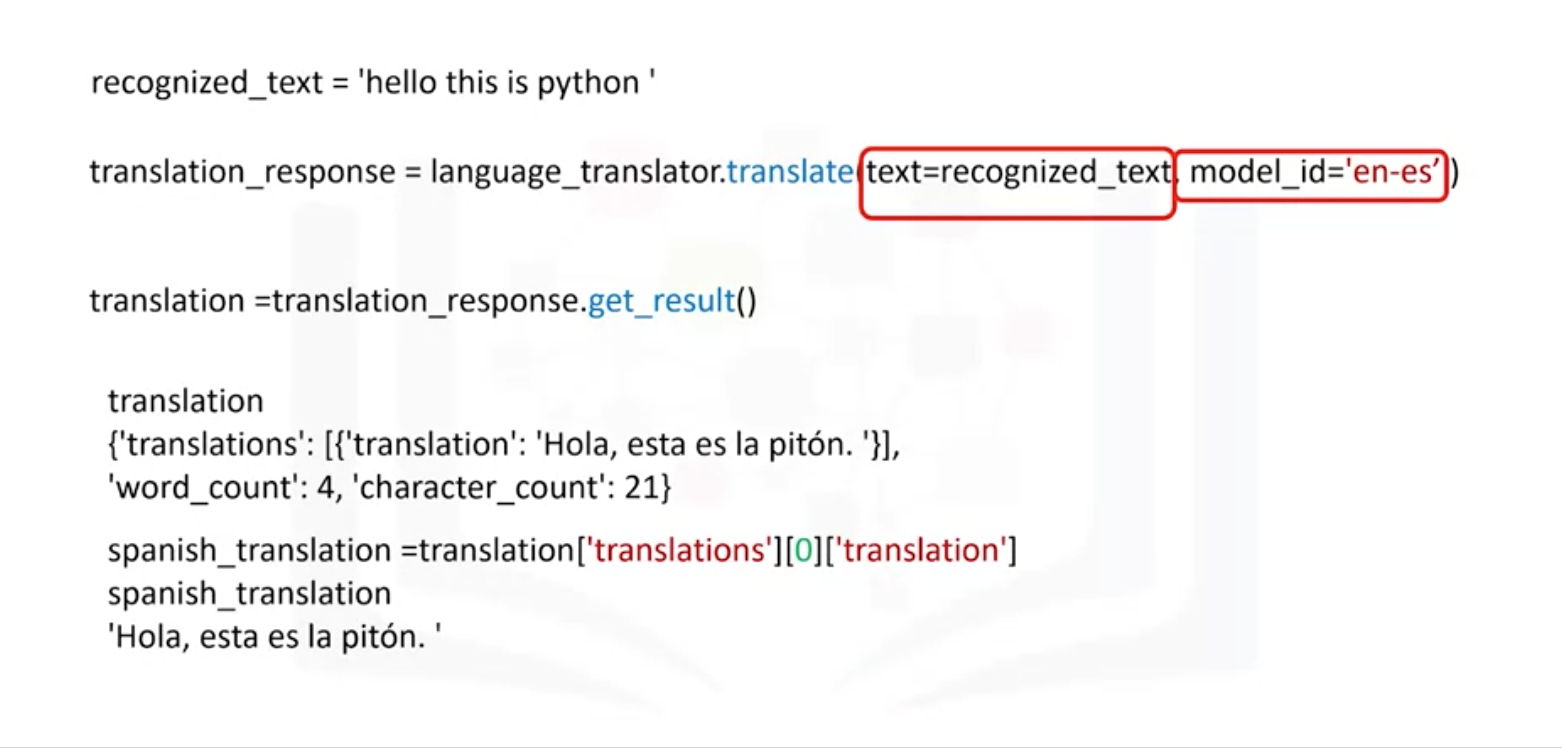 recognized_text = 'hello this is python '
translation_response = language_translator.translate(text=recognized_text, model_id='en-es’)
translation =translation_response.get_result()
translation
{'translations': [{'translation': 'Hola, esta es la pitón. '}],
'word_count': 4, 'character_count': 21}
spanish_translation =translation['translations'][0]['translation']
spanish_translation
'Hola, esta es la pitón. '